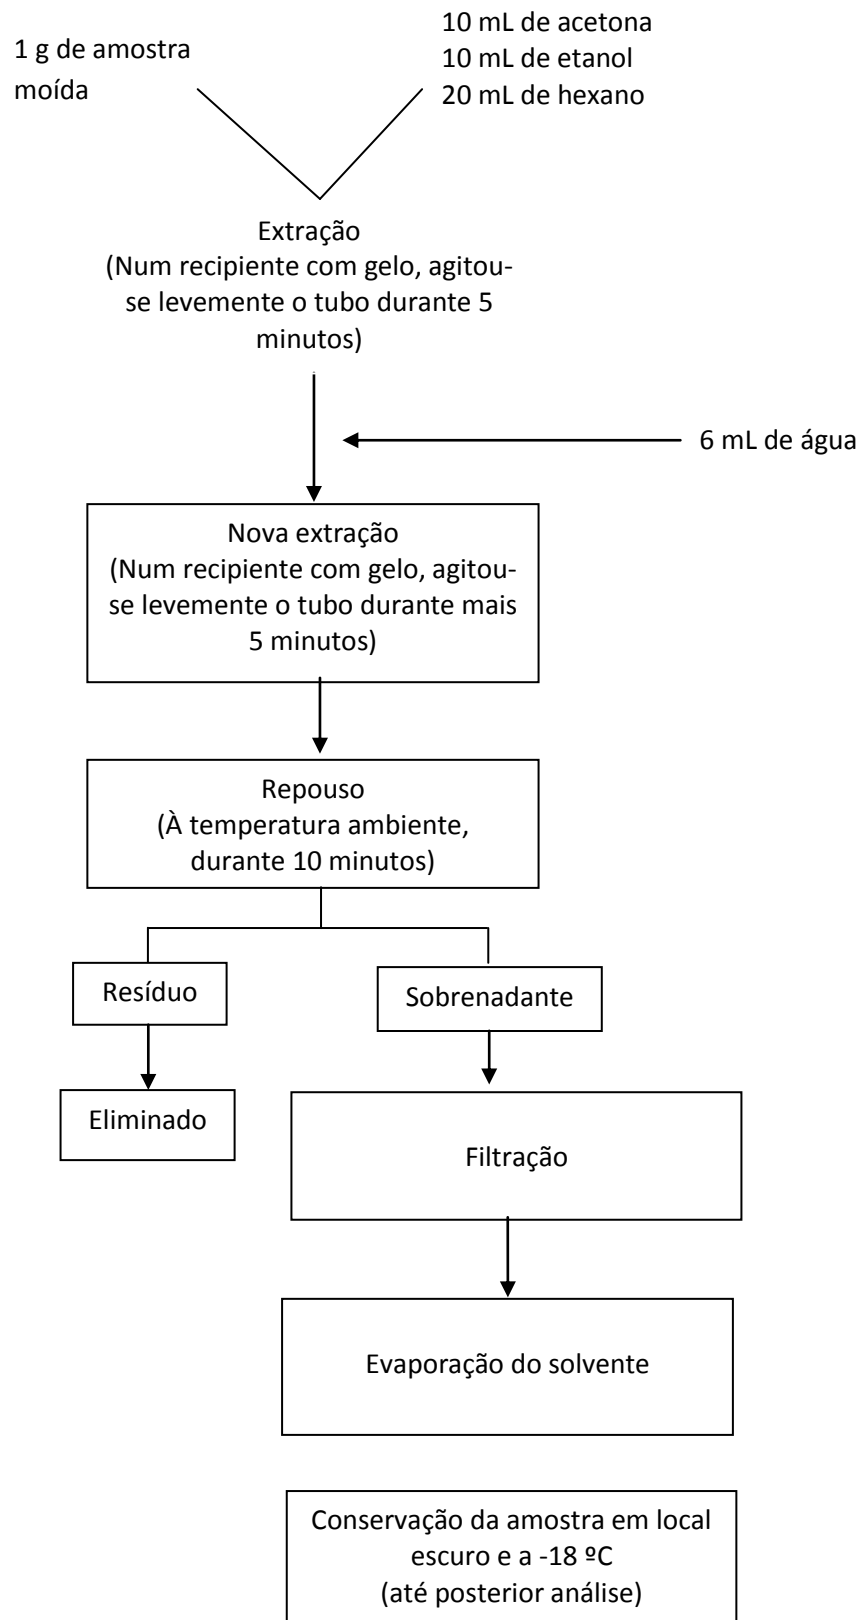 1 g de amostra
moída
10 mL de acetona
10 mL de etanol
20 mL de hexano
Extração
(Num recipiente com gelo, agitou-
se levemente o tubo durante 5
minutos)
6 mL de água
Nova extração
(Num recipiente com gelo, agitou-
se levemente o tubo durante mais
5 minutos)
Repouso
(À temperatura ambiente,
durante 10 minutos)
Resíduo
Sobrenadante
Eliminado
Filtração
Evaporação do solvente
Conservação da amostra em local
escuro e a -18 ºC
(até posterior análise)